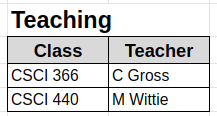 Teaching
Class Teacher
CSCI 366 C Gross
CSCI 440 M Wittie